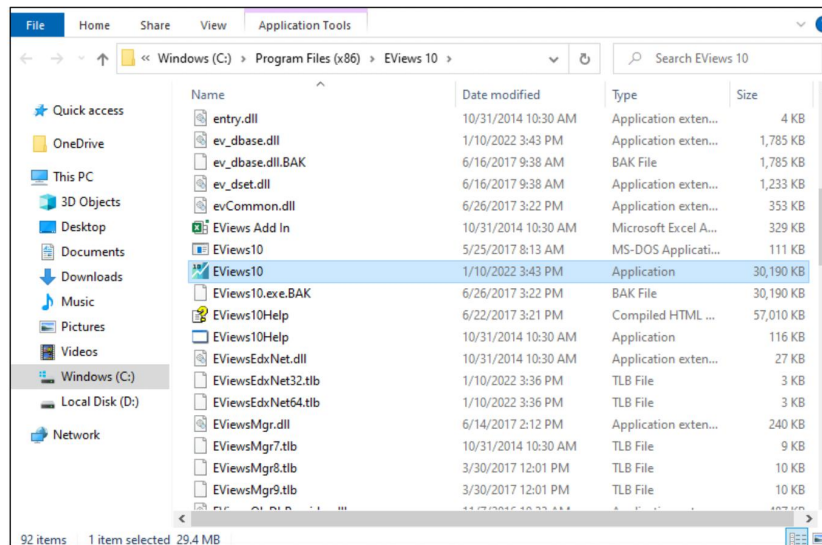 File Home Share View Application Tools
« Windows (C:) › Program Files (x86) › EViews 10 › Search EViews 10
Quick access
OneDrive
This PC
3D Objects
Desktop
Documents
Downloads
Music
Pictures
Videos
Windows (C:)
Local Disk (D:)
Network
Name Date modified Type Size
entry.dll 10/31/2014 10:30 AM Application exten... 4 KB
ev_dbase.dll 1/10/2022 3:43 PM Application exten... 1,785 KB
ev_dbase.dll.BAK 6/16/2017 9:38 AM BAK File 1,785 KB
ev_dset.dll 6/16/2017 9:38 AM Application exten... 1,233 KB
evCommon.dll 6/26/2017 3:22 PM Application exten... 353 KB
EViews Add In 10/31/2014 10:30 AM Microsoft Excel A... 329 KB
EViews10 5/25/2017 8:13 AM MS-DOS Applicati... 111 KB
EViews10 1/10/2022 3:43 PM Application 30,190 KB
EViews10.exe.BAK 6/26/2017 3:22 PM BAK File 30,190 KB
EViews10Help 6/22/2017 3:21 PM Compiled HTML ... 57,010 KB
EViews10Help 10/31/2014 10:30 AM Application 116 KB
EViewsEdxNet.dll 10/31/2014 10:30 AM Application exten... 27 KB
EViewsEdxNet32.tlb 1/10/2022 3:36 PM TLB File 3 KB
EViewsEdxNet64.tlb 1/10/2022 3:36 PM TLB File 3 KB
EViewsMgr.dll 6/14/2017 2:12 PM Application exten... 240 KB
EViewsMgr7.tlb 10/31/2014 10:30 AM TLB File 9 KB
EViewsMgr8.tlb 3/30/2017 12:01 PM TLB File 10 KB
EViewsMgr9.tlb 3/30/2017 12:01 PM TLB File 10 KB
92 items 1 item selected 29.4 MB